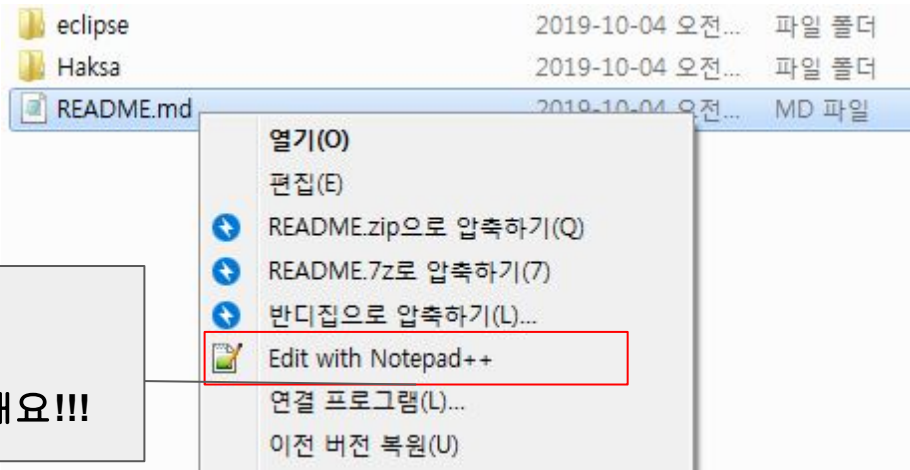 eclipse 2019-10-04 오전... 파일 폴더
Haksa 2019-10-04 오전... 파일 폴더
README.md 2019-10-04 오전... MD 파일
열기(O)
편집(E)
README.zip으로 압축하기(Q)
README.7z로 압축하기(7)
반디집으로 압축하기(L)...
Edit with Notepad++
연결 프로그램(L)...
이전 버전 복원(U)
요!!!